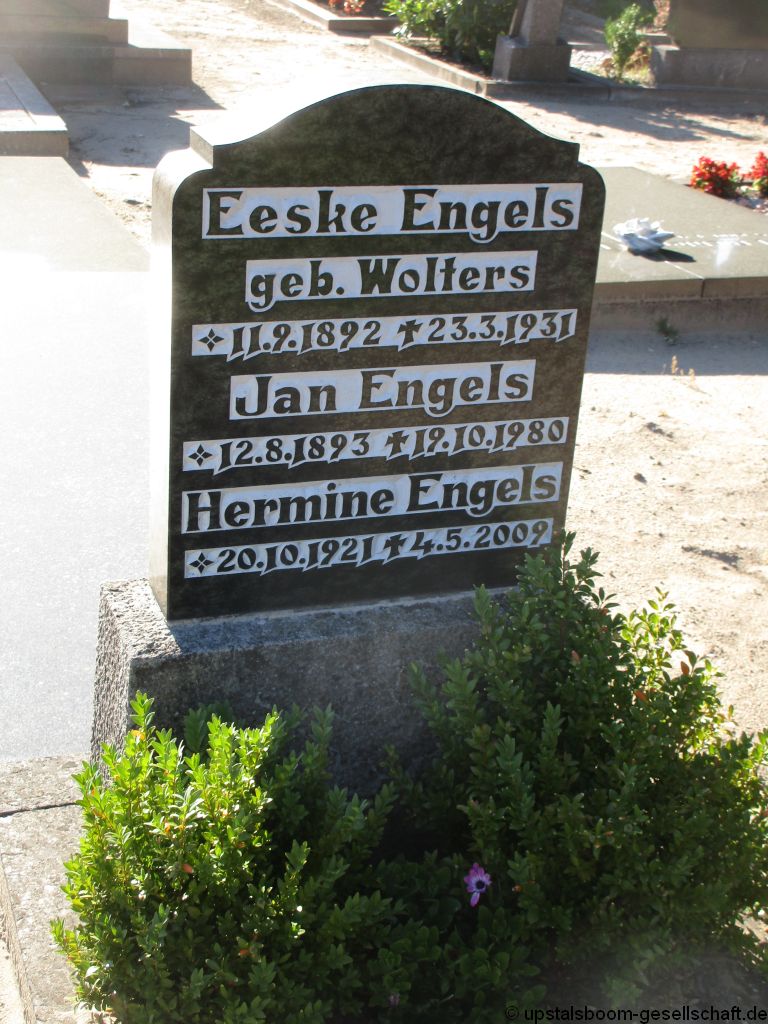 Eeske Engels
geb. Wolters
✧ 11.9.1892 ✝ 23.3.1931
Jan Engels
✧ 12.8.1893 ✝ 19.10.1980
Hermine Engels
✧ 20.10.1921 ✝ 4.5.2009
© upstalsboom-gesellschaft.de